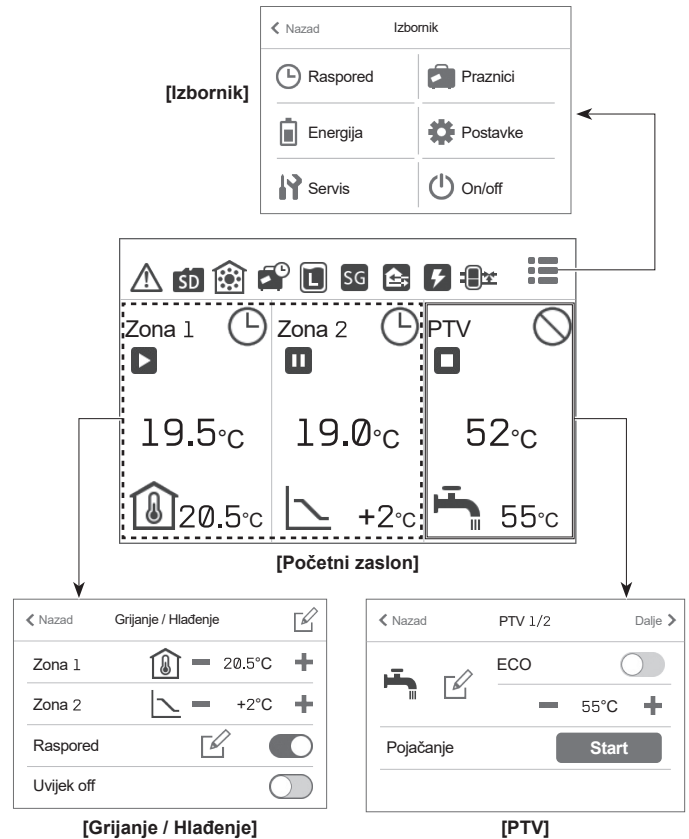 Nazad Izbornik
[Izbornik]
Raspored Praznici
Energija Postavke
Servis On/off
SD L SG
Zona 1 Zona 2 PTV
19.5°C 19.0°C 52°C
20.5°C +2°C 55°C
[Početni zaslon]
Nazad Grijanje / Hlađenje
Zona 1 20.5°C
Zona 2 +2°C
Raspored
Uvijek off
[Grijanje / Hlađenje]
Nazad PTV 1/2 Dalje
ECO
55°C
Pojačanje Start
[PTV]